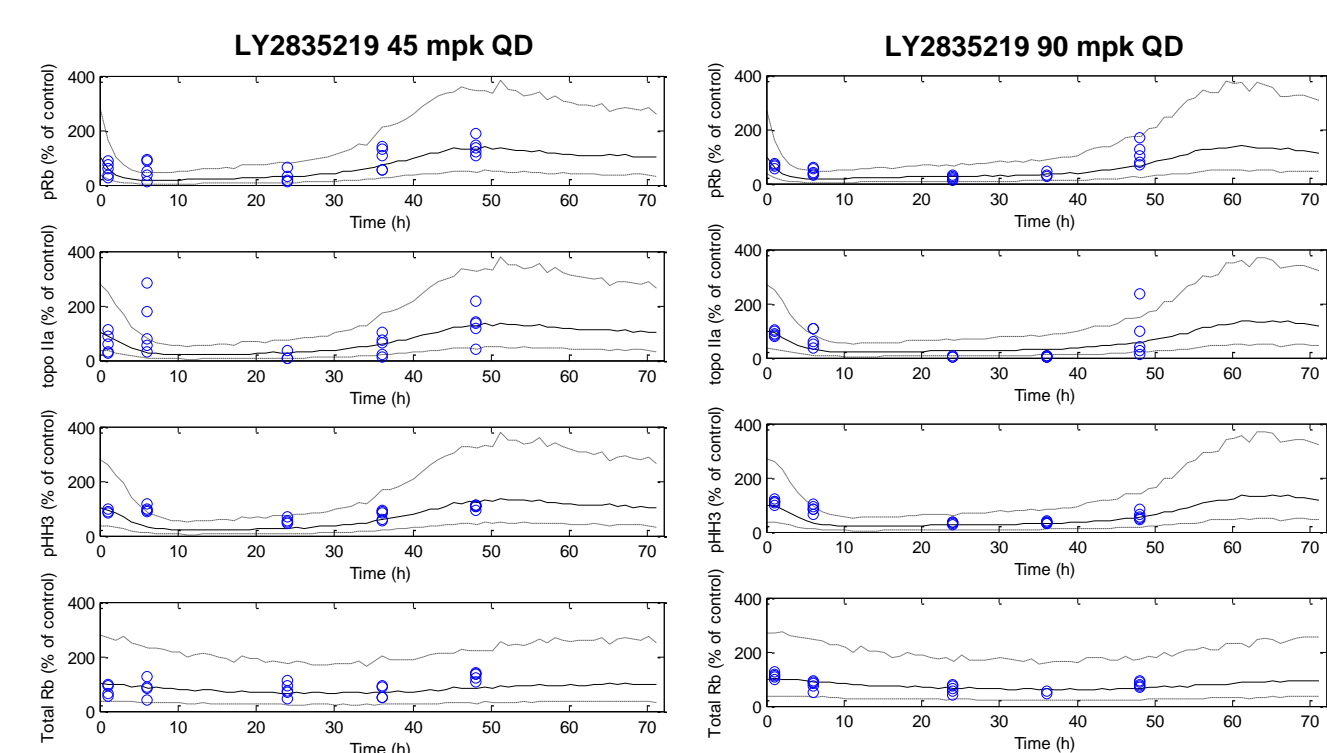 LY2835219 45 mpk QD
400
200
0
pRb (% of control)
0 10 20 30 40 50 60 70
Time (h)
400
200
0
topo IIa (% of control)
0 10 20 30 40 50 60 70
Time (h)
400
200
0
pHH3 (% of control)
0 10 20 30 40 50 60 70
Time (h)
400
200
0
Total Rb (% of control)
0 10 20 30 40 50 60 70
Time (h)
LY2835219 90 mpk QD
400
200
0
pRb (% of control)
0 10 20 30 40 50 60 70
Time (h)
400
200
0
topo IIa (% of control)
0 10 20 30 40 50 60 70
Time (h)
400
200
0
pHH3 (% of control)
0 10 20 30 40 50 60 70
Time (h)
400
200
0
Total Rb (% of control)
0 10 20 30 40 50 60 70
Time (h)